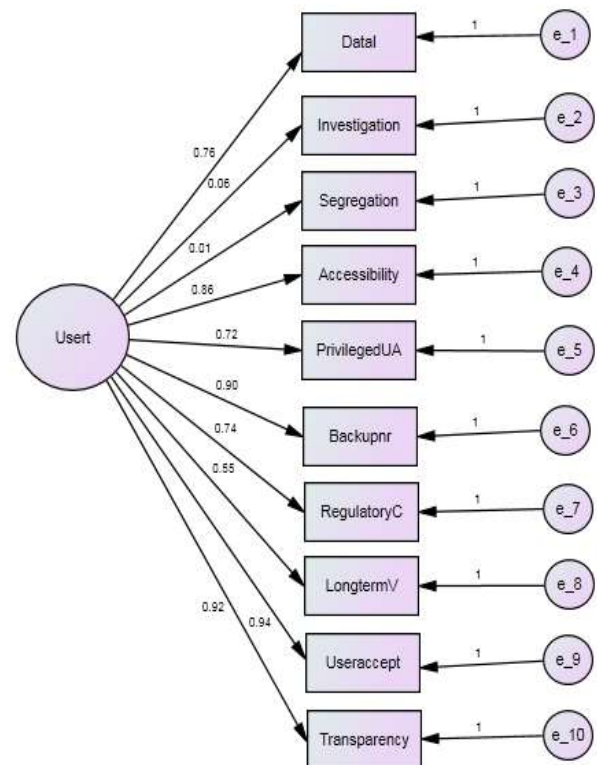 DataI
1
e_1
Investigation
1
e_2
0.76
0.06
Segregation
1
e_3
0.01
Accessibility
1
e_4
0.86
Usert
0.72
PrivilegedUA
1
e_5
0.90
Backupnr
1
e_6
0.74
0.55
RegulatoryC
1
e_7
LongtermV
1
e_8
0.92
0.94
Useraccept
1
e_9
Transparency
1
e_10